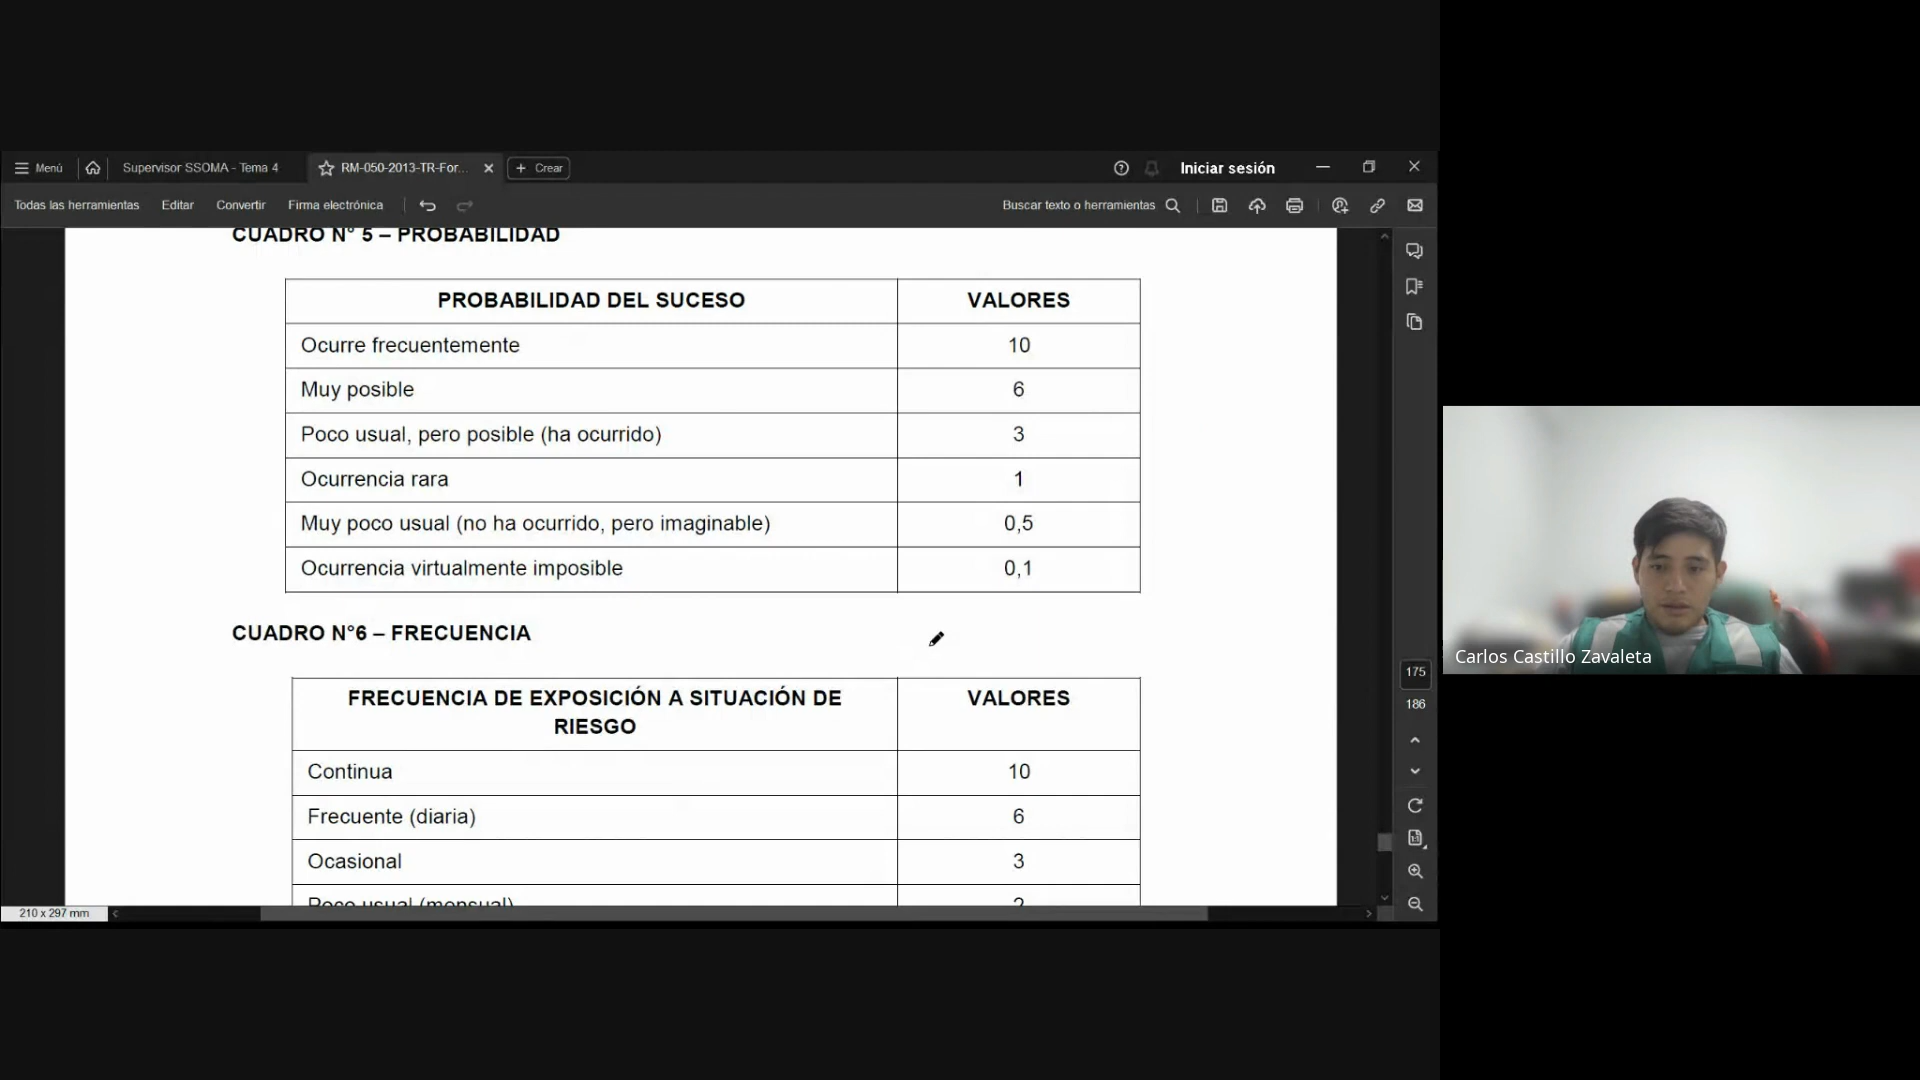 Menú
Supervisor SSOMA - Tema 4
RM-050-2013-TR-For...
Crear
Iniciar sesión
Todas las herramientas
Editar
Convertir
Firma electrónica
Buscar texto o herramientas
CUADRO N° 5 – PROBABILIDAD
PROBABILIDAD DEL SUCESO VALORES
Ocurre frecuentemente 10
Muy posible 6
Poco usual, pero posible (ha ocurrido) 3
Ocurrencia rara 1
Muy poco usual (no ha ocurrido, pero imaginable) 0,5
Ocurrencia virtualmente imposible 0,1
CUADRO N°6 – FRECUENCIA
FRECUENCIA DE EXPOSICIÓN A SITUACIÓN DE
RIESGO
VALORES
Continua 10
Frecuente (diaria) 6
Ocasional 3
Poco usual (mensual) 2
175
186
210 x 297 mm
Carlos Castillo Zavaleta